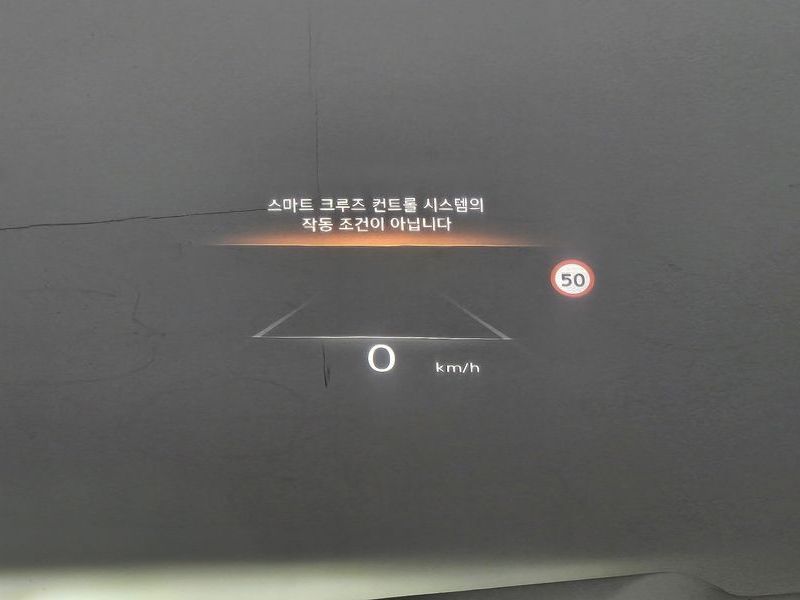 스마트 크루즈 컨트롤 시스템의
작동 조건이 아닙니다
50
0 km/h